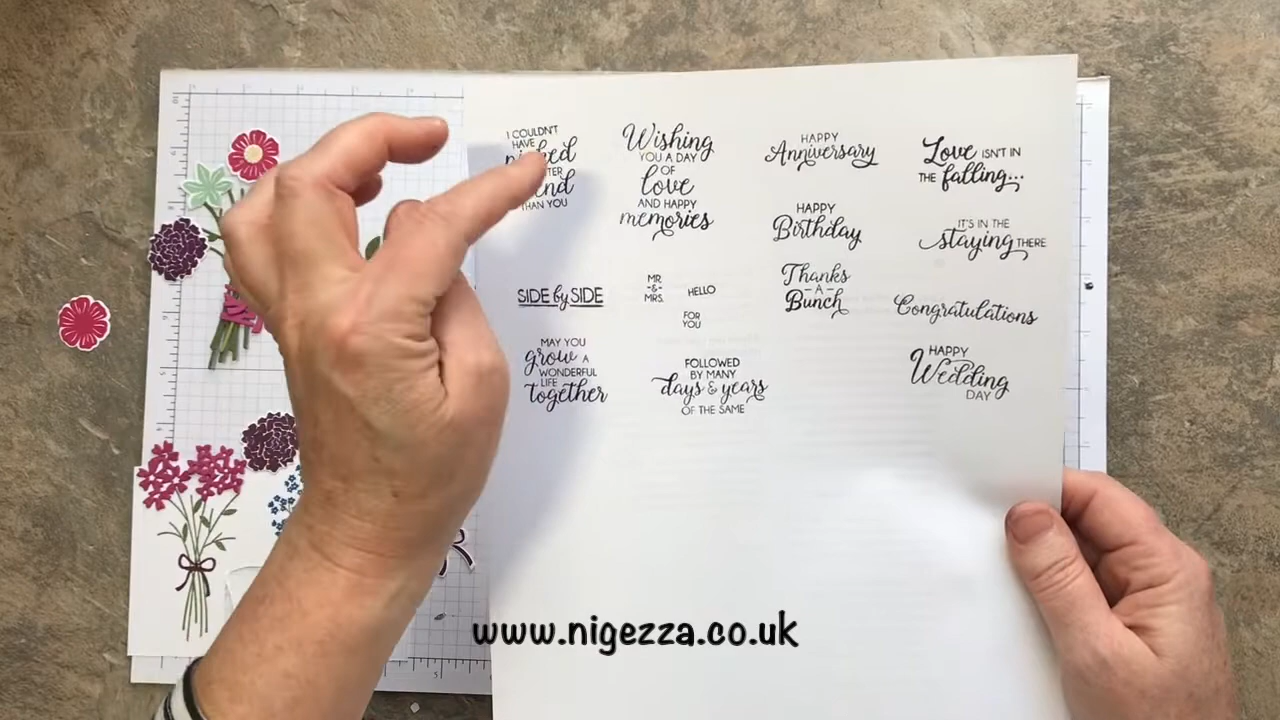 I COULDN'T
HAVE
THAN YOU
Wishing
YOU A DAY
OF
love
AND HAPPY
memories
HAPPY
Anniversary
Love ISN'T IN
THE falling...
HAPPY
Birthday
IT'S IN THE
staying THERE
SIDE by SIDE
MR.
-&-
MRS.
HELLO
FOR
YOU
Thanks
-A-
Bunch
Congratulations
MAY YOU
grow A
WONDERFUL
LIFE
together
FOLLOWED
BY MANY
days & years
OF THE SAME
HAPPY
Wedding
DAY
www.nigezza.co.uk